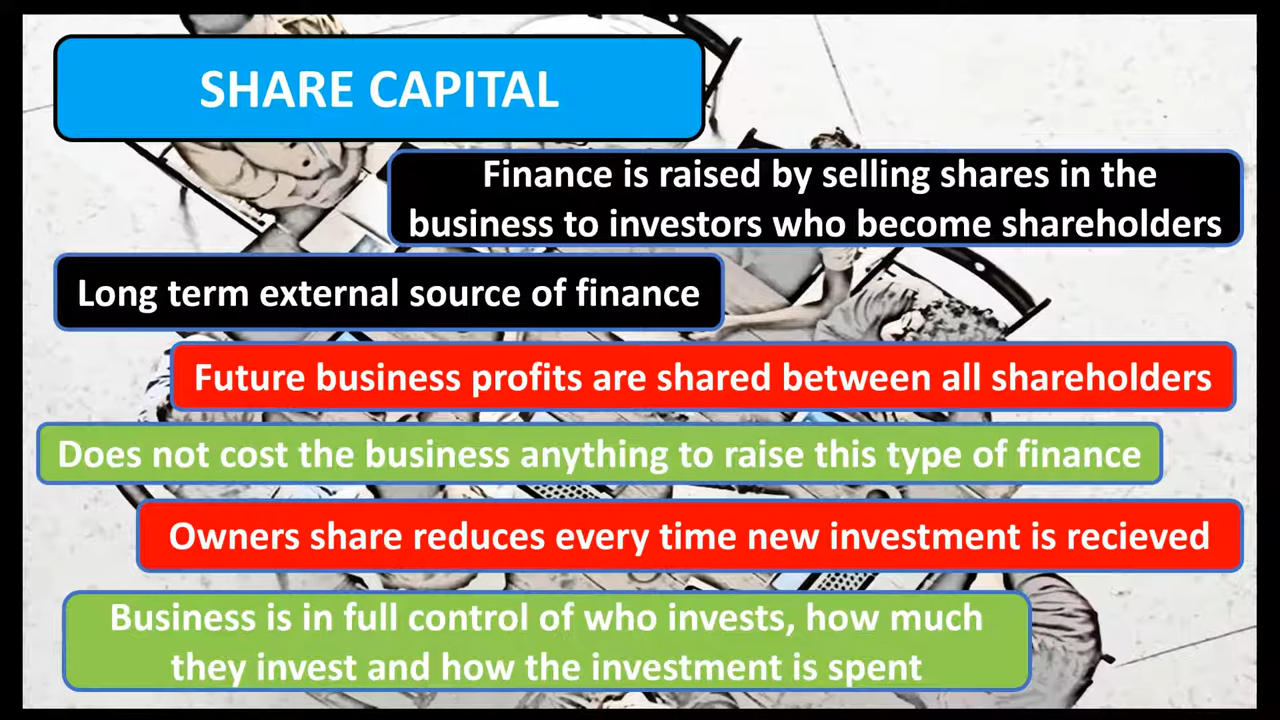 SHARE CAPITAL
Finance is raised by selling shares in the
business to investors who become shareholders
Long term external source of finance
Future business profits are shared between all shareholders
Does not cost the business anything to raise this type of finance
Owners share reduces every time new investment is recieved
Business is in full control of who invests, how much
they invest and how the investment is spent